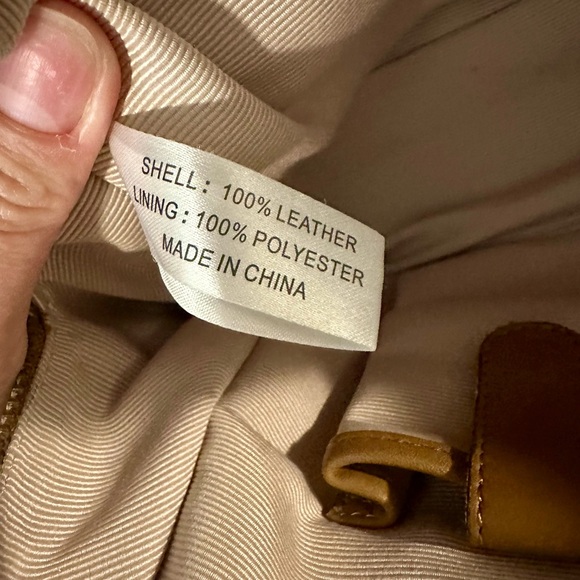 SHELL: 100% LEATHER
LINING: 100% POLYESTER
MADE IN CHINA